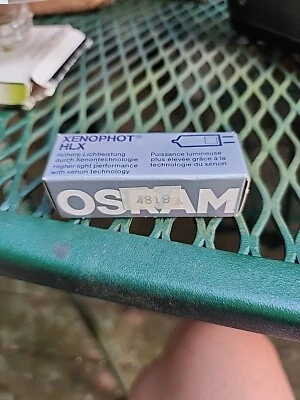 XENOPHOT®
HLX
Höhere Lichtleistung
durch Xenontechnologie
Higher light performance
with xenon technology
Puissance lumineuse
plus élevée grâce à la
technologie du xénon
OSRAM
4819